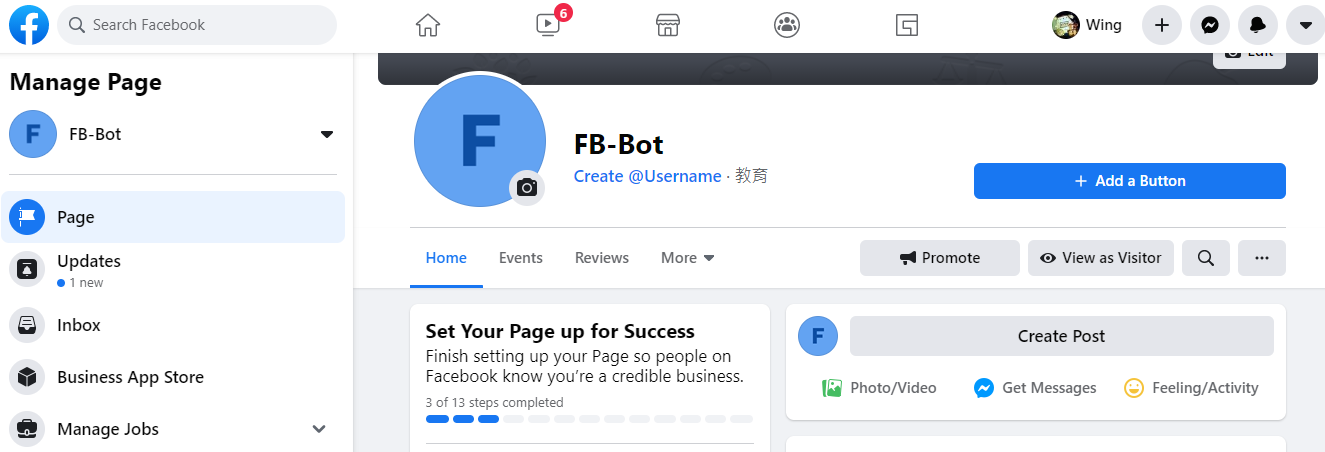 Search Facebook
6
Wing
Manage Page
F FB-Bot
Page
Updates
1 new
Inbox
Business App Store
Manage Jobs
Edit
F
FB-Bot
Create @Username · 教育
+ Add a Button
Home Events Reviews More
Promote View as Visitor
Set Your Page up for Success
Finish setting up your Page so people on
Facebook know you’re a credible business.
3 of 13 steps completed
F Create Post
Photo/Video Get Messages Feeling/Activity